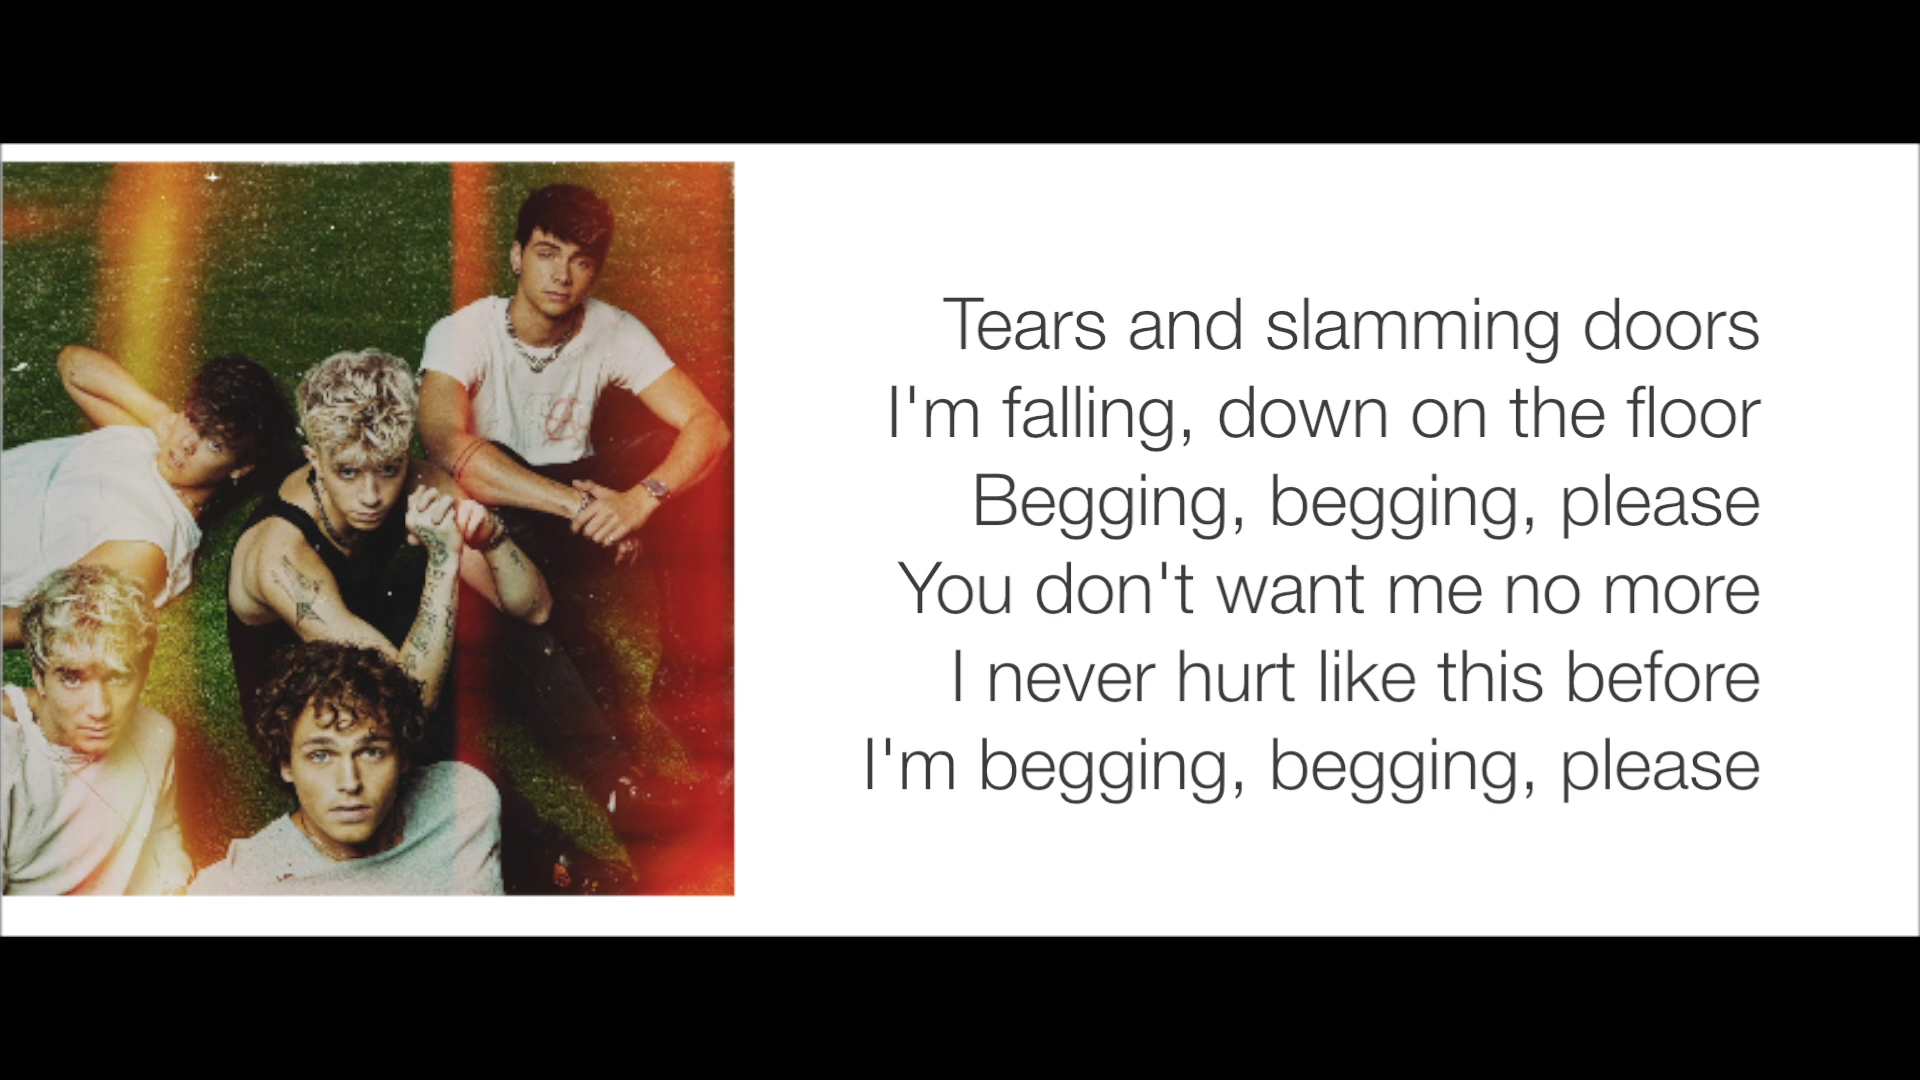 Tears and slamming doors
I'm falling, down on the floor
Begging, begging, please
You don't want me no more
I never hurt like this before
I'm begging, begging, please